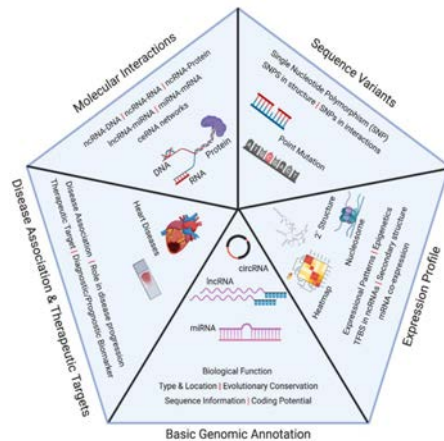 Molecular Interactions
ncRNA-DNA | ncRNA-RNA | ncRNA-Protein
lncRNA-miRNA | miRNA-mRNA
ceRNA networks
DNA
RNA
Protein
Sequence Variants
Single Nucleotide Polymorphism (SNP)
SNPS in structure | SNPs in interactions
Point Mutation
Disease Association & Therapeutic Targets
Disease Association | Role in disease progression
Therapeutic Target | Diagnostic/Prognostic Biomarker
Heart Diseases
2˚ Structure
Nucleosome
Heatmap
Expressional Patterns | Epigenetics
TFBS in ncRNAs | Secondary structure
mRNA co-expression
Expression Profile
circRNA
lncRNA
miRNA
Biological Function
Type & Location | Evolutionary Conservation
Sequence Information | Coding Potential
Basic Genomic Annotation